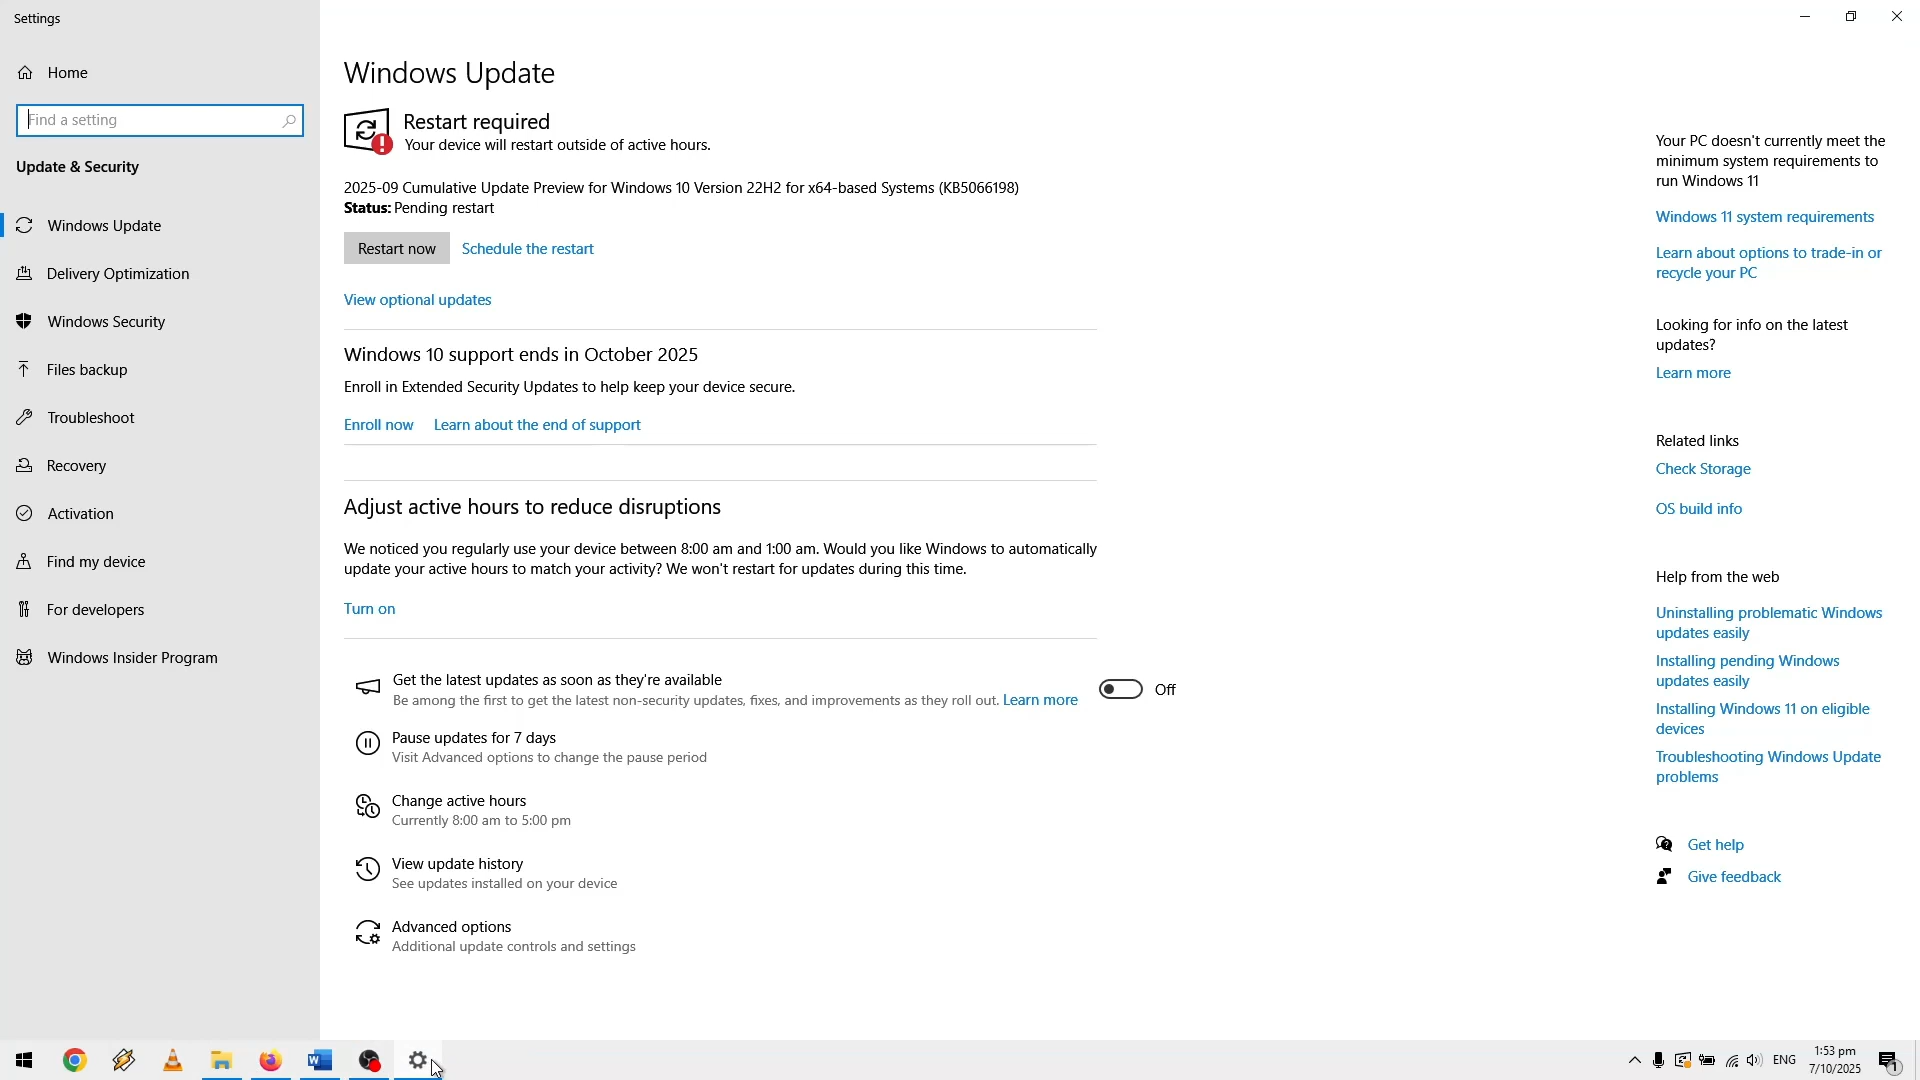 Settings
Home
Find a setting
Update & Security
Windows Update
Delivery Optimization
Windows Security
Files backup
Troubleshoot
Recovery
Activation
Find my device
For developers
Windows Insider Program
Windows Update
Restart required
Your device will restart outside of active hours.
2025-09 Cumulative Update Preview for Windows 10 Version 22H2 for x64-based Systems (KB5066198)
Status: Pending restart
Restart now Schedule the restart
View optional updates
Windows 10 support ends in October 2025
Enroll in Extended Security Updates to help keep your device secure.
Enroll now Learn about the end of support
Adjust active hours to reduce disruptions
We noticed you regularly use your device between 8:00 am and 1:00 am. Would you like Windows to automatically
update your active hours to match your activity? We won't restart for updates during this time.
Turn on
Get the latest updates as soon as they're available
Be among the first to get the latest non-security updates, fixes, and improvements as they roll out. Learn more
Off
Pause updates for 7 days
Visit Advanced options to change the pause period
Change active hours
Currently 8:00 am to 5:00 pm
View update history
See updates installed on your device
Advanced options
Additional update controls and settings
Your PC doesn't currently meet the
minimum system requirements to
run Windows 11
Windows 11 system requirements
Learn about options to trade-in or
recycle your PC
Looking for info on the latest
updates?
Learn more
Related links
Check Storage
OS build info
Help from the web
Uninstalling problematic Windows
updates easily
Installing pending Windows
updates easily
Installing Windows 11 on eligible
devices
Troubleshooting Windows Update
problems
Get help
Give feedback
W
ENG
1:53 pm
7/10/2025
1